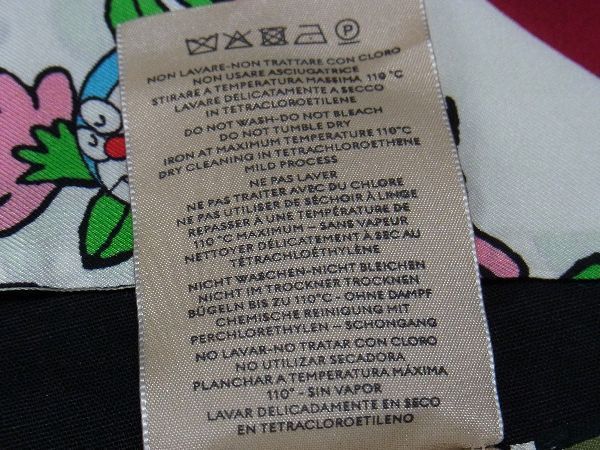 NON LAVARE-NON TRATTARE CON CLORO
NON USARE ASCIUGATRICE
STIRARE A TEMPERATURA MASSIMA 110 °C
LAVARE DELICATAMENTE A SECCO
IN TETRACLOROETILENE
DO NOT WASH-DO NOT BLEACH
DO NOT TUMBLE DRY
IRON AT MAXIMUM TEMPERATURE 110°C
DRY CLEANING IN TETRACHLOROETHENE
MILD PROCESS
NE PAS LAVER
NE PAS TRAITER AVEC DU CHLORE
NE PAS UTILISER DE SÉCHOIR À LINGE
REPASSER À UNE TEMPÉRATURE DE
110 °C MAXIMUM – SANS VAPEUR
NETTOYER DÉLICATEMENT À SEC AU
TÉTRACHLOÉTHYLÈNE
NICHT WASCHEN-NICHT BLEICHEN
NICHT IM TROCKNER TROCKNEN
BÜGELN BIS ZU 110°C - OHNE DAMPF
CHEMISCHE REINIGUNG MIT
PERCHLORETHYLEN – SCHONGANG
NO LAVAR-NO TRATAR CON CLORO
NO UTILIZAR SECADORA
PLANCHAR A TEMPERATURA MÁXIMA
110° - SIN VAPOR
LAVAR DELICADAMENTE EN SECO
EN TETRACLOROETILENO